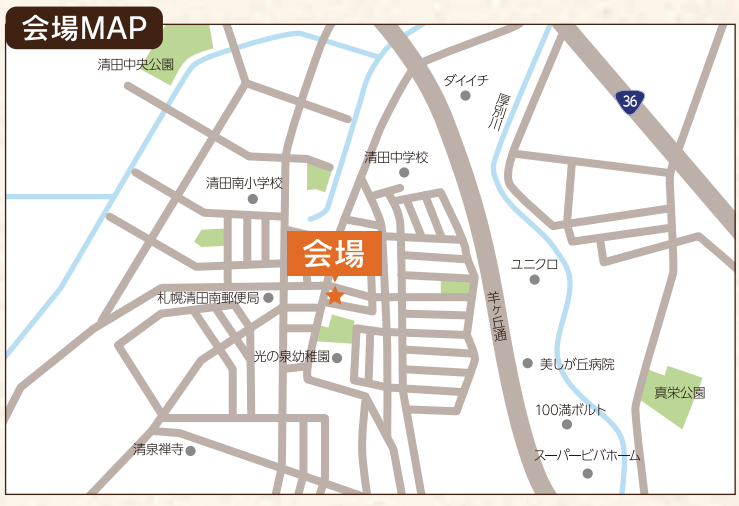 会場MAP
清田中央公園
ダイイチ
厚別川
36
清田中学校
清田南小学校
会場
ユニクロ
札幌清田南郵便局
羊ヶ丘通
光の泉幼稚園
美しが丘病院
真栄公園
100満ボルト
清泉禅寺
スーパービバホーム